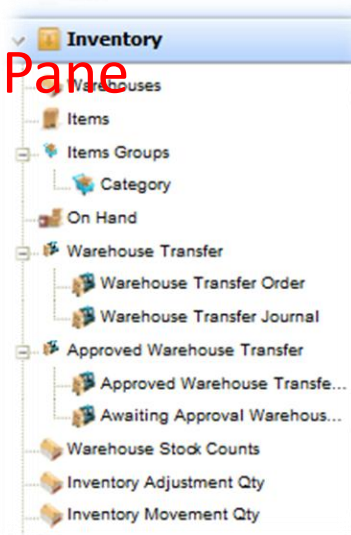 Inventory
Pane
Warehouses
Items
Items Groups
Category
On Hand
Warehouse Transfer
Warehouse Transfer Order
Warehouse Transfer Journal
Approved Warehouse Transfer
Approved Warehouse Transfe...
Awaiting Approval Warehous...
Warehouse Stock Counts
Inventory Adjustment Qty
Inventory Movement Qty